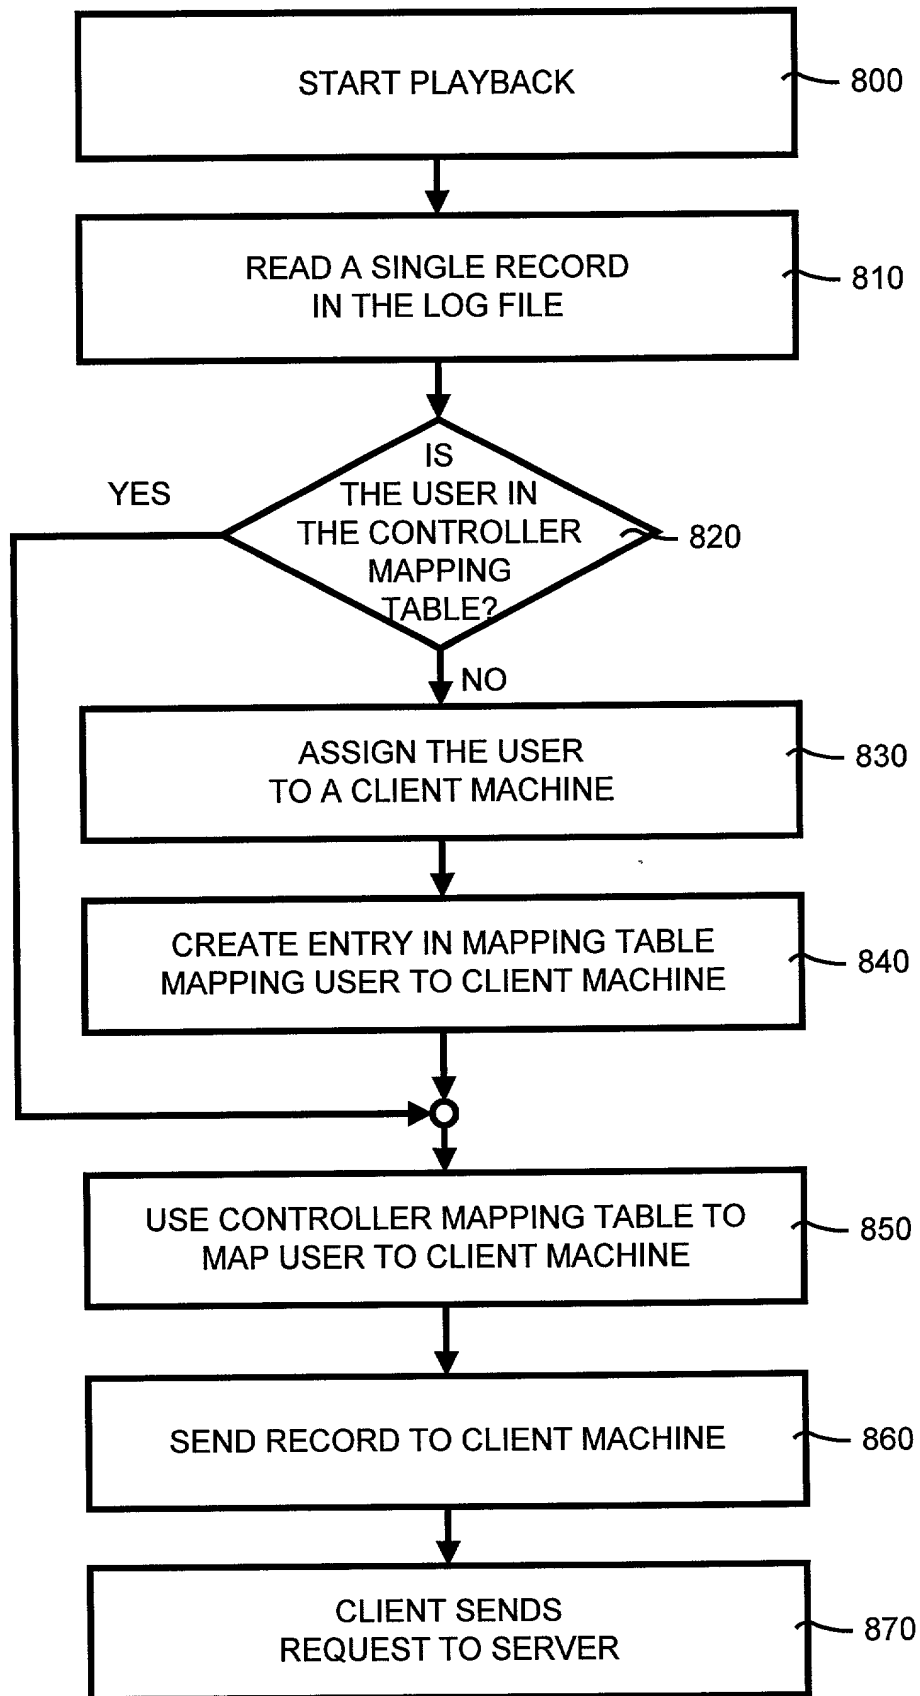 START PLAYBACK
800
READ A SINGLE RECORD
IN THE LOG FILE
810
IS
THE USER IN
THE CONTROLLER
MAPPING
TABLE?
820
YES
NO
ASSIGN THE USER
TO A CLIENT MACHINE
830
CREATE ENTRY IN MAPPING TABLE
MAPPING USER TO CLIENT MACHINE
840
USE CONTROLLER MAPPING TABLE TO
MAP USER TO CLIENT MACHINE
850
SEND RECORD TO CLIENT MACHINE
860
CLIENT SENDS
REQUEST TO SERVER
870